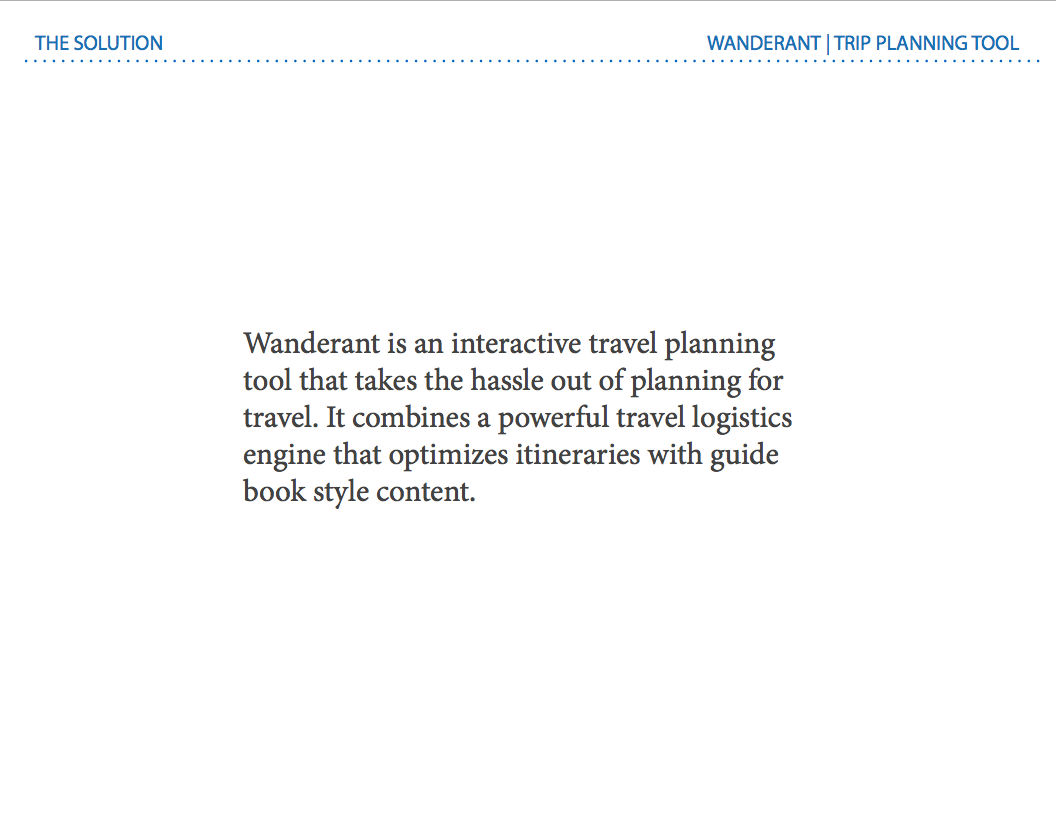 THE SOLUTION
WANDERANT | TRIP PLANNING TOOL
Wanderant is an interactive travel planning
tool that takes the hassle out of planning for
travel. It combines a powerful travel logistics
engine that optimizes itineraries with guide
book style content.